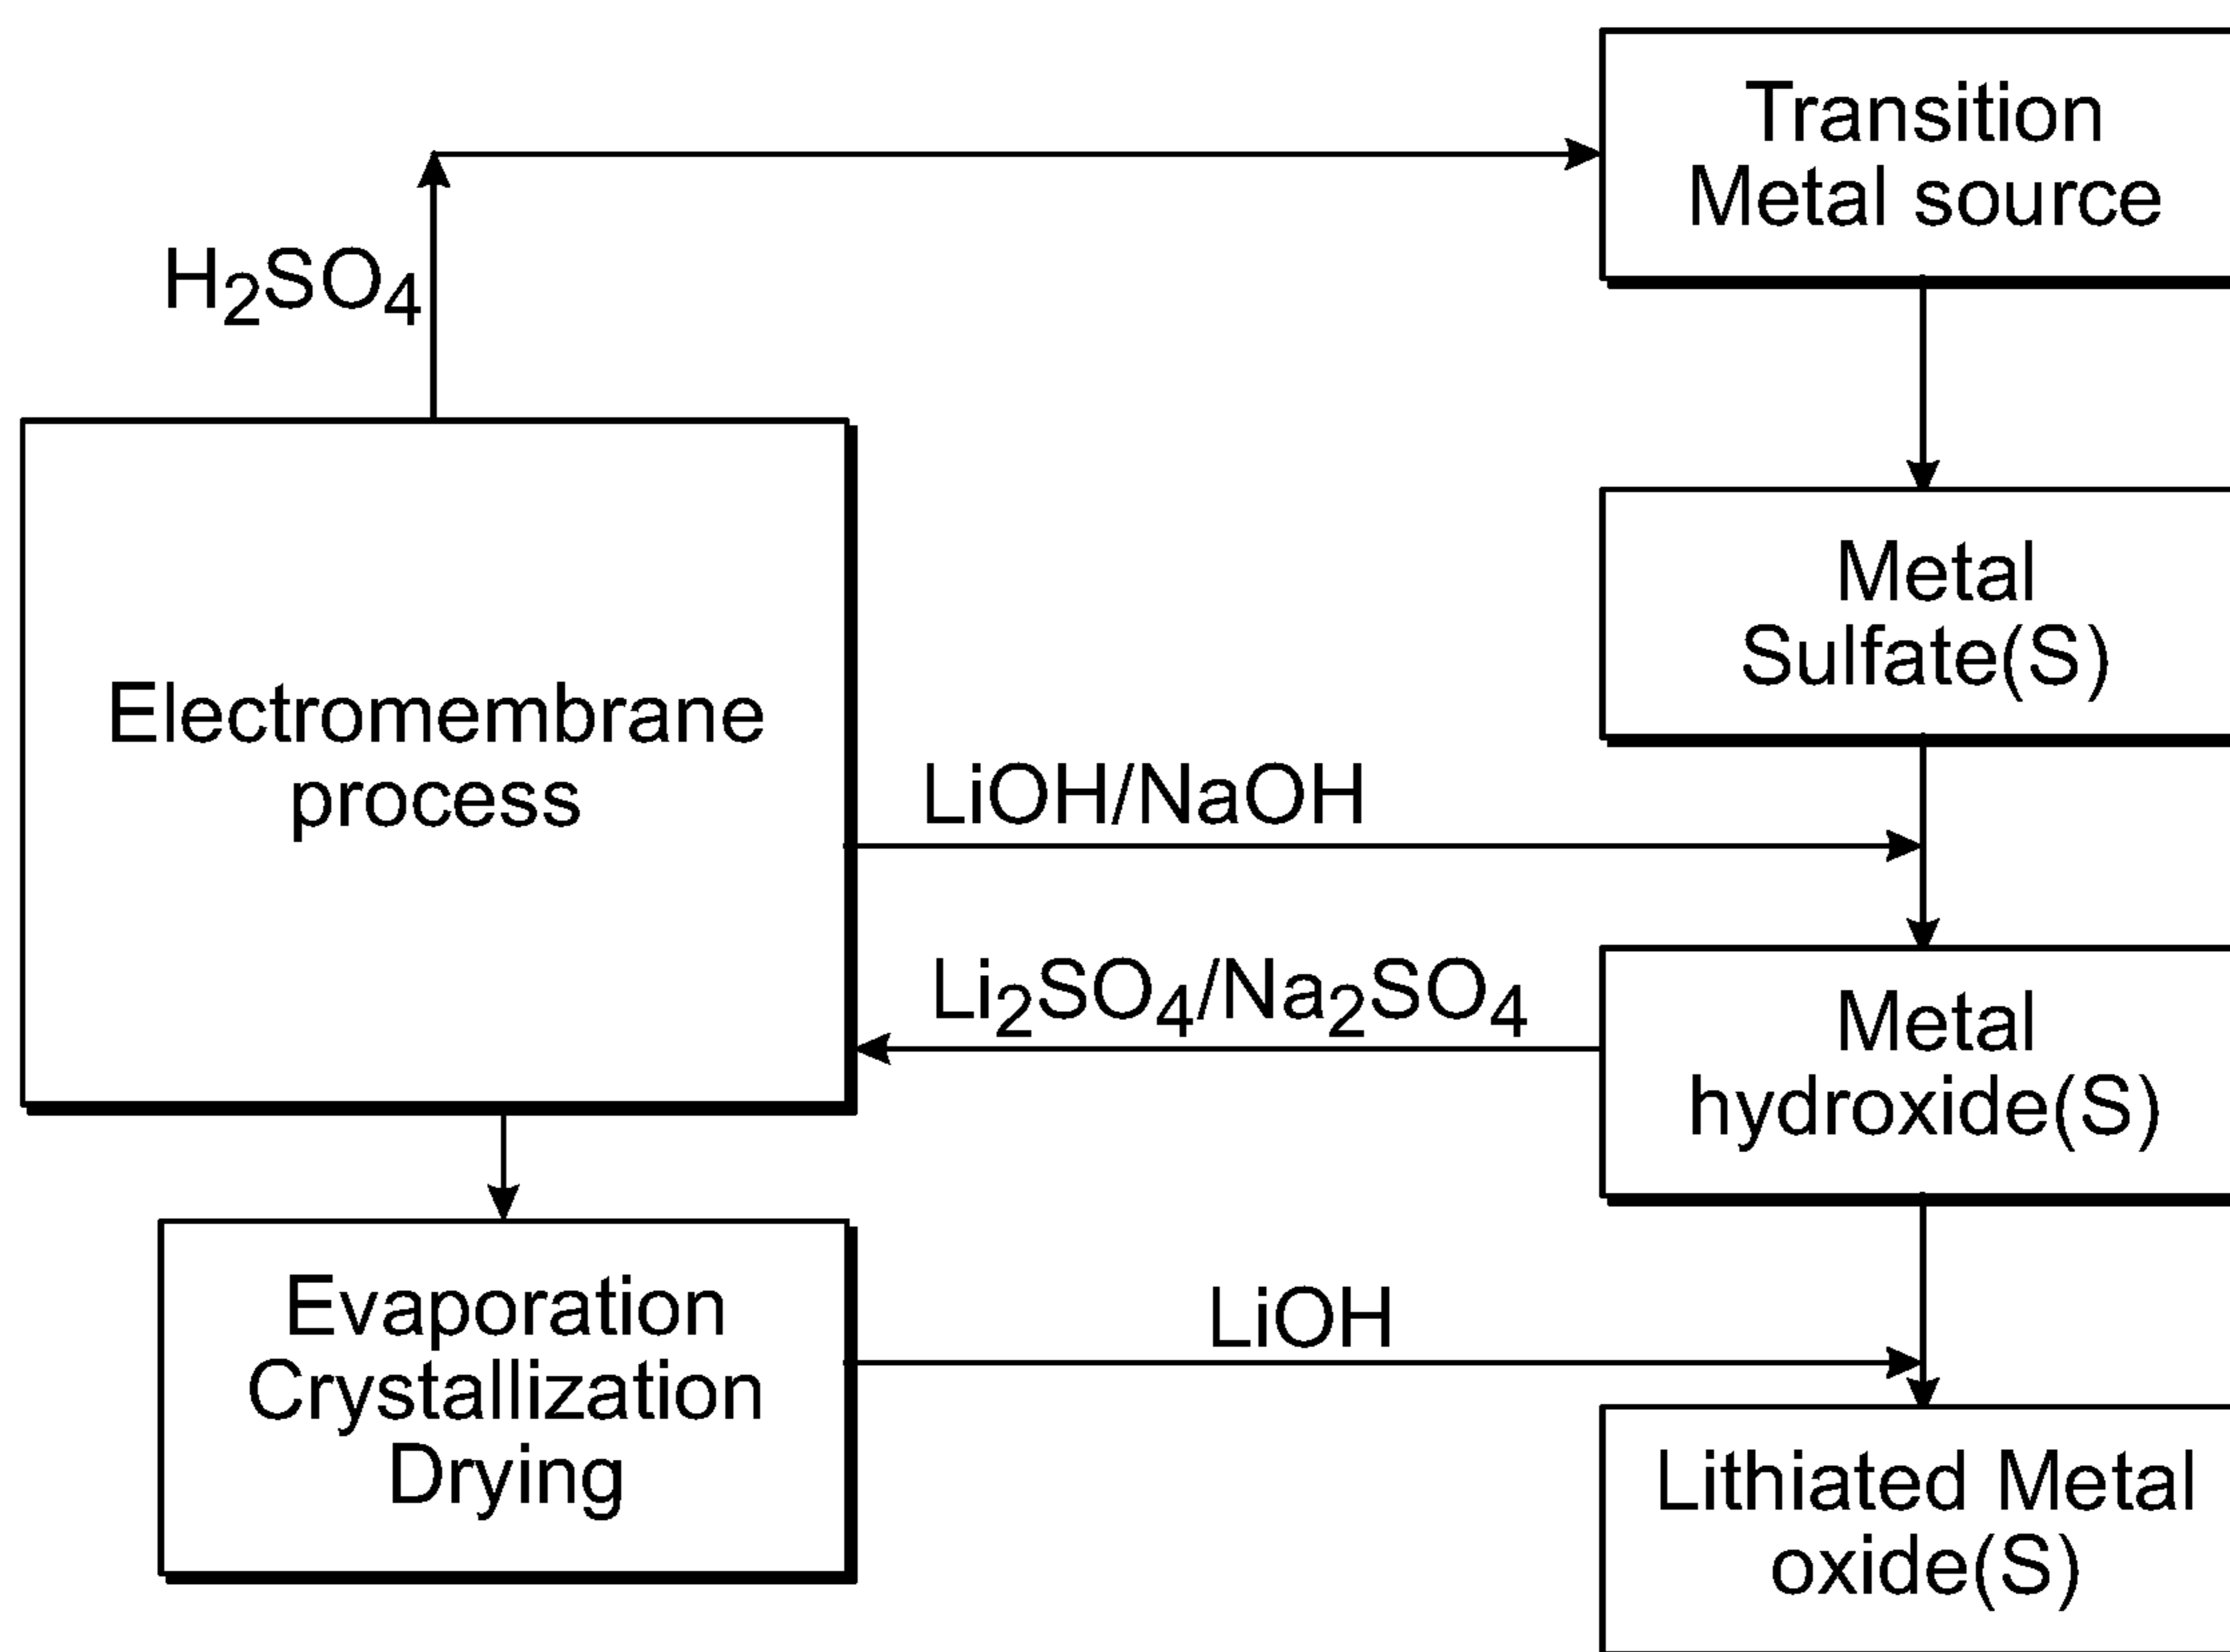 Transition
Metal source
H₂SO₄
Metal
Sulfate(S)
Electromembrane
process
LiOH/NaOH
Li₂SO₄/Na₂SO₄
Metal
hydroxide(S)
Evaporation
Crystallization
Drying
LiOH
Lithiated Metal
oxide(S)